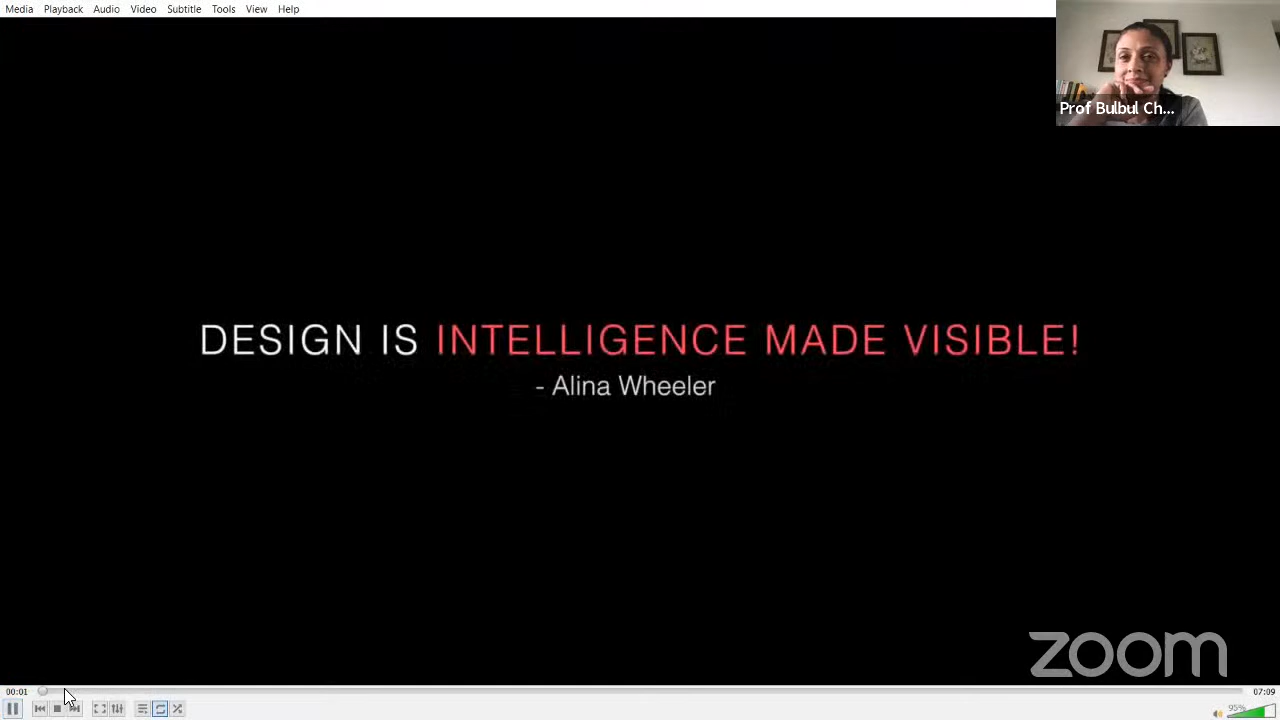 Media Playback Audio Video Subtitle Tools View Help
Prof Bulbul Ch...
DESIGN IS INTELLIGENCE MADE VISIBLE!
- Alina Wheeler
zoom
00:01
07:09
95%